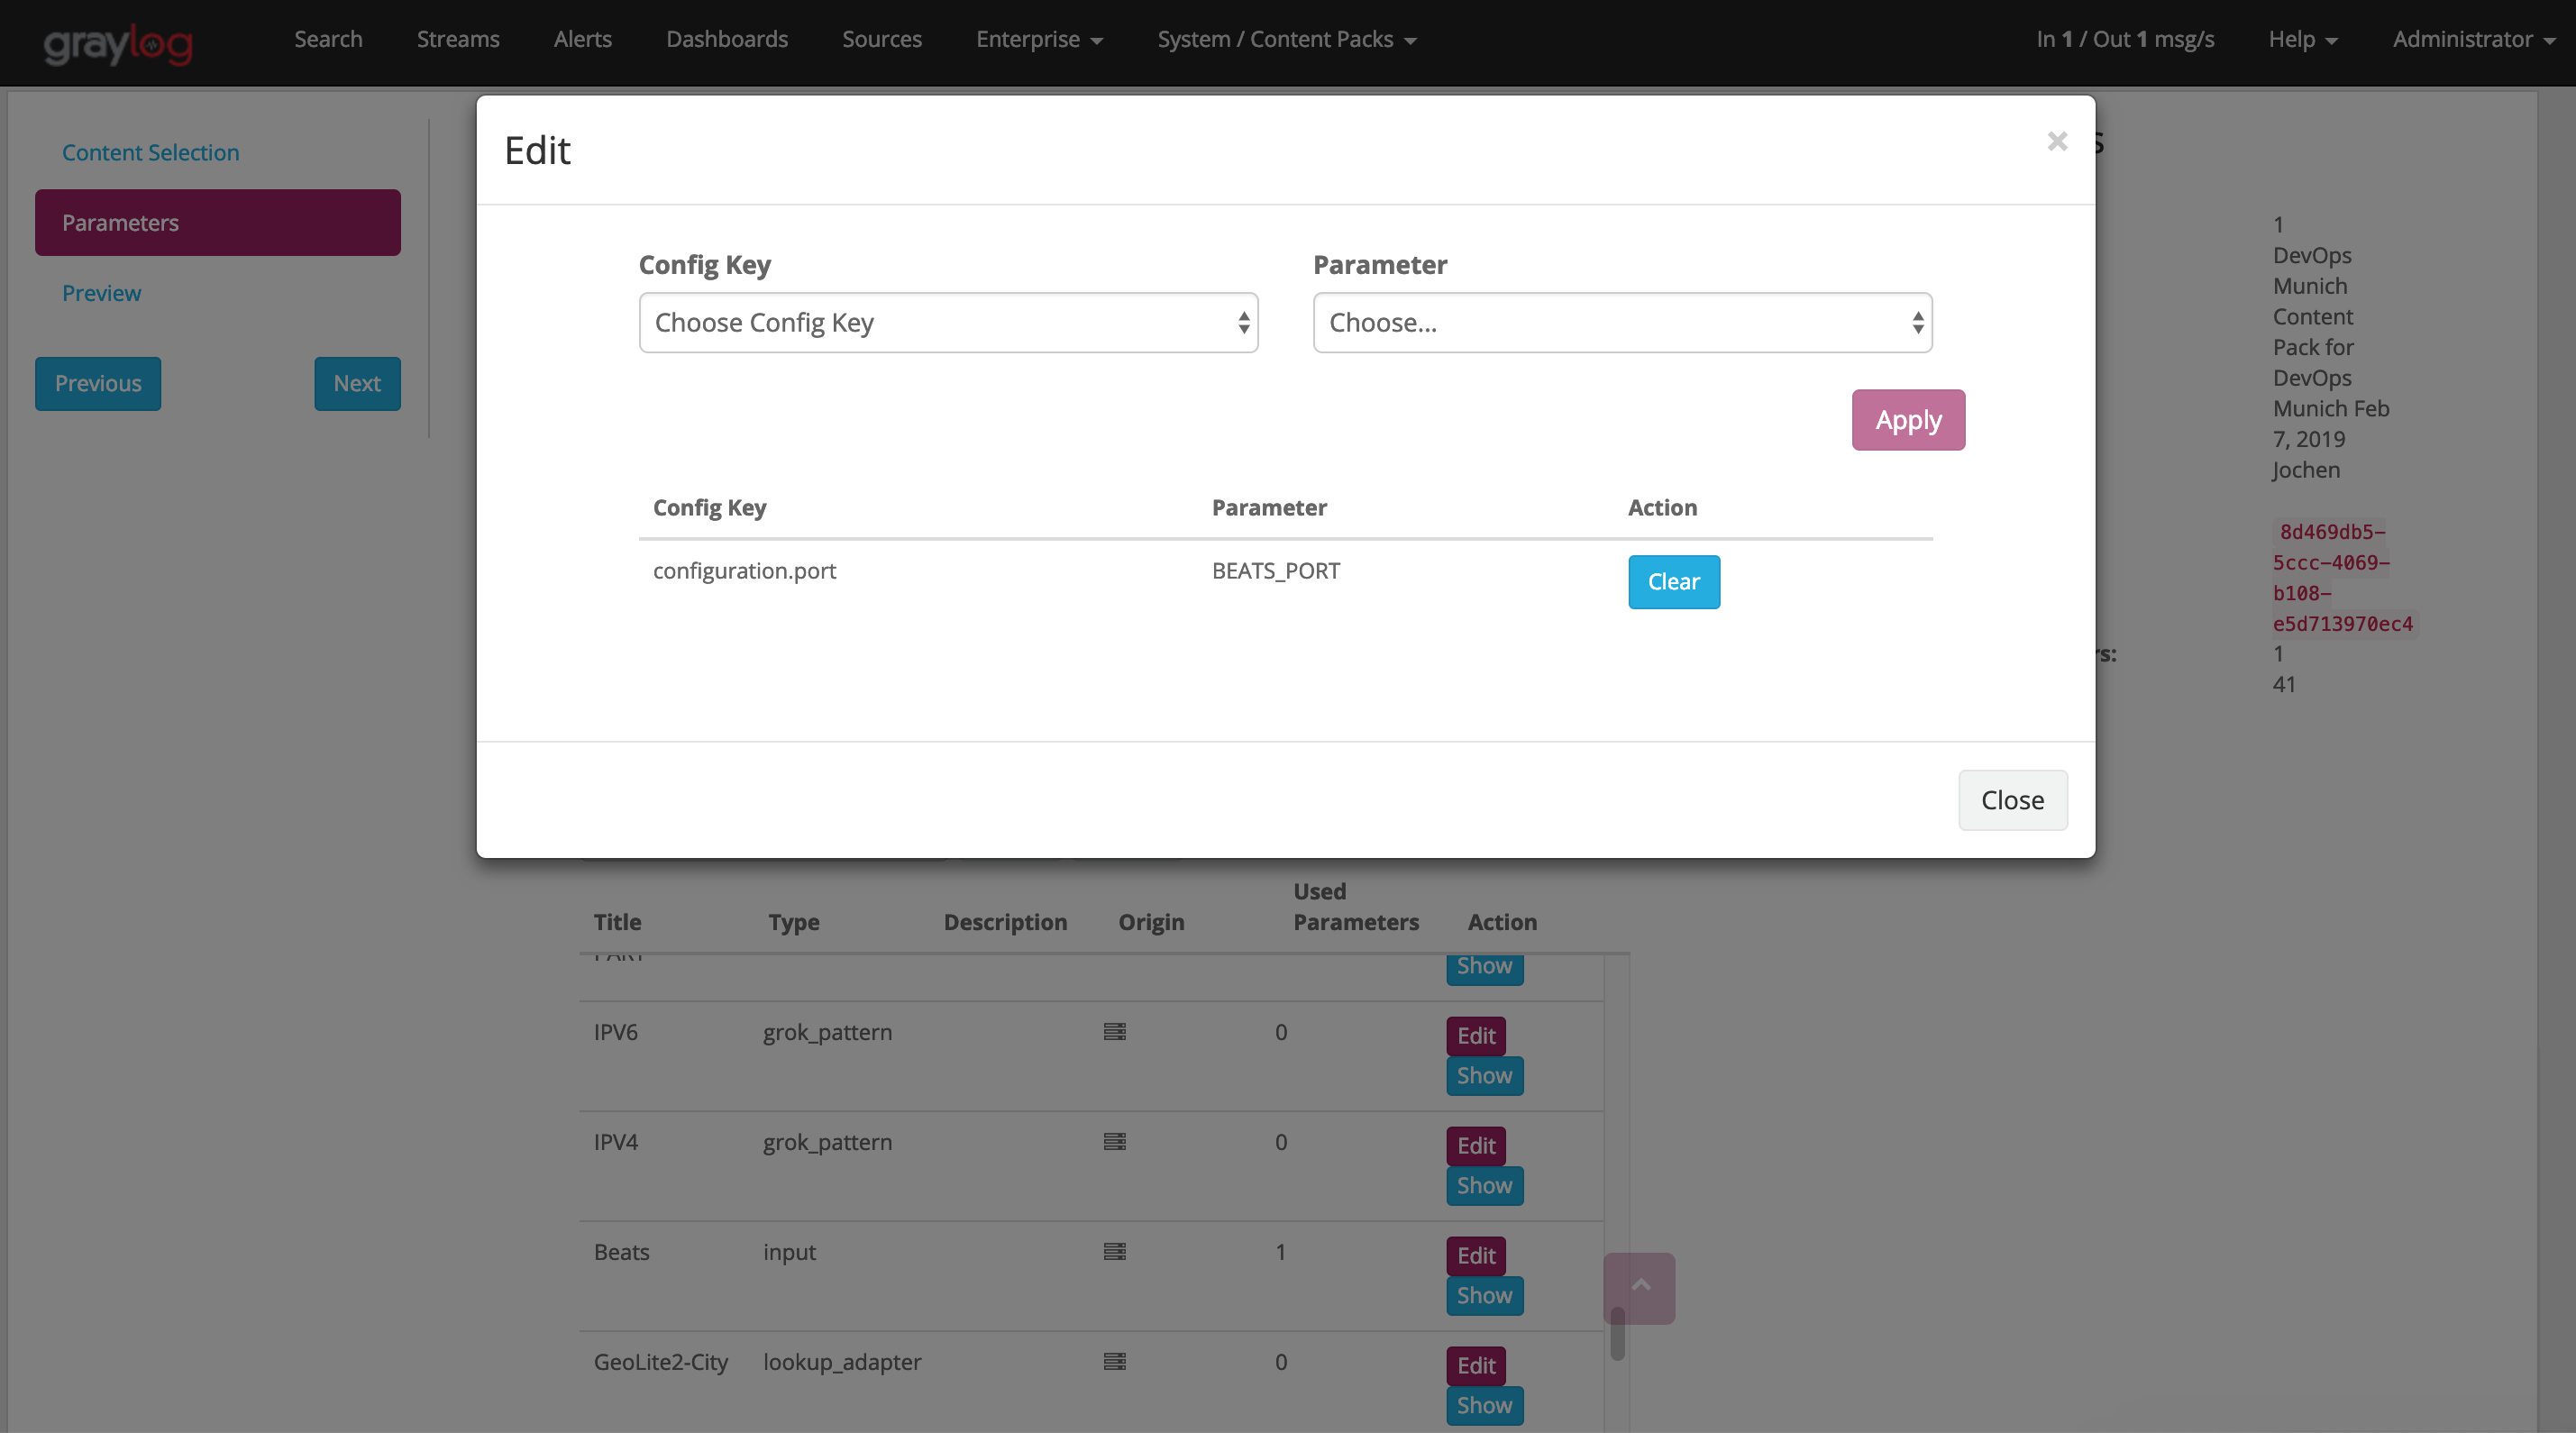 graylog
Search Streams Alerts Dashboards Sources Enterprise System / Content Packs In 1 / Out 1 msg/s Help Administrator
Content Selection
Parameters
Preview
Previous Next
Edit
×
Config Key Parameter
Choose Config Key Choose...
Apply
Config Key Parameter Action
configuration.port BEATS_PORT Clear
Close
s
1
DevOps
Munich
Content
Pack for
DevOps
Munich Feb
7, 2019
Jochen
8d469db5-
5ccc-4069-
b108-
e5d713970ec4
rs: 1
41
Used
Title Type Description Origin Parameters Action
Show
IPV6 grok_pattern 0 Edit
Show
IPV4 grok_pattern 0 Edit
Show
Beats input 1 Edit
Show
GeoLite2-City lookup_adapter 0 Edit
Show